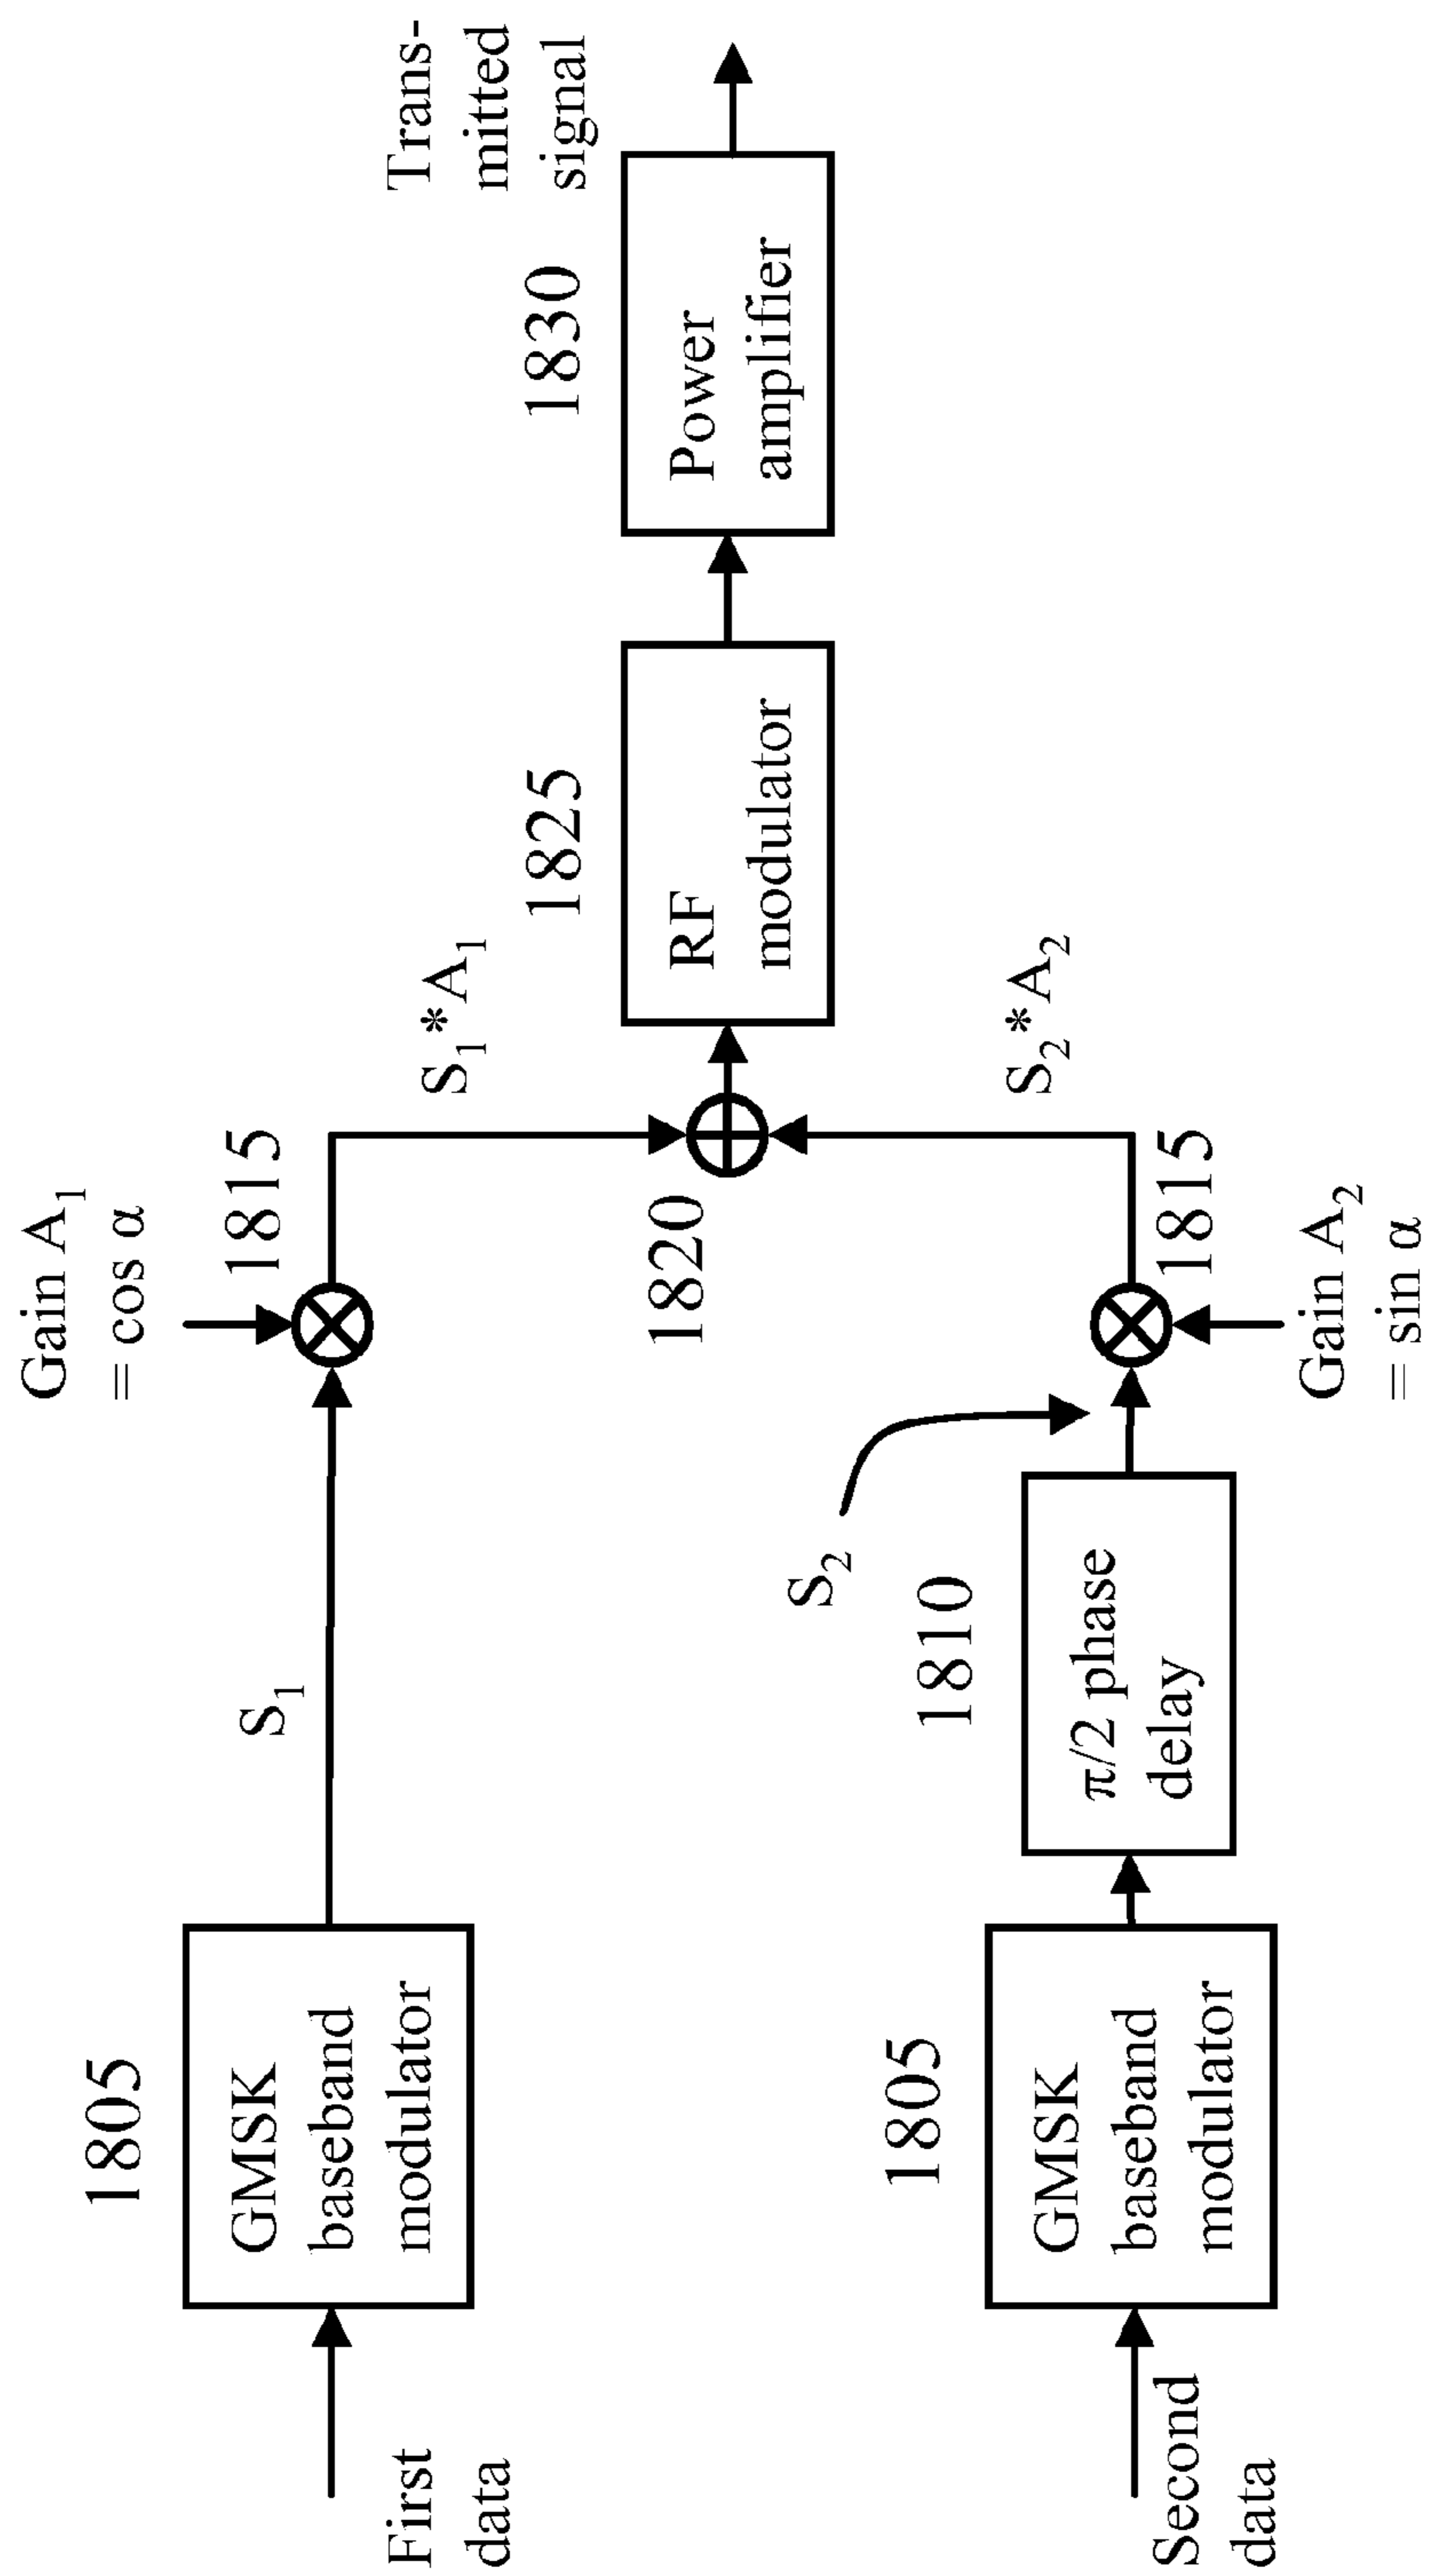 Gain A₁
= cos α
1815
1805
GMSK
baseband
modulator
S₁
First
data
S₁*A₁
1820
1825
RF
modulator
1830
Power
amplifier
Trans-
mitted
signal
S₂
S₂*A₂
1805
GMSK
baseband
modulator
1810
π/2 phase
delay
1815
Second
data
Gain A₂
= sin α